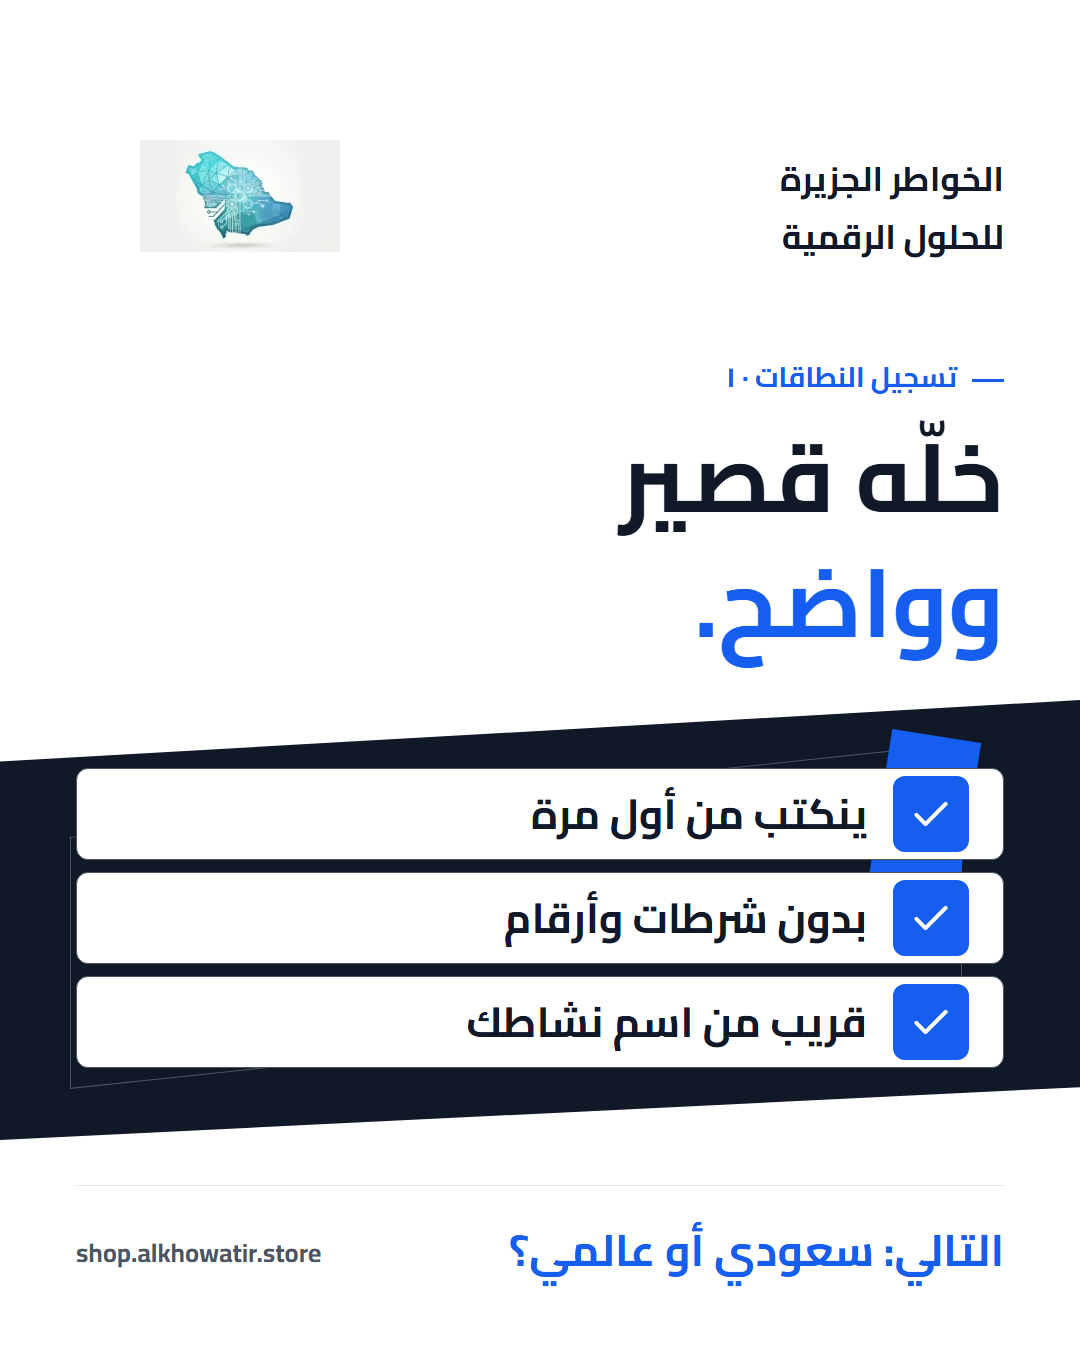 الخواطر الجزيرة
للحلول الرقمية
— تسجيل النطاقات · ١
خلّه قصير
وواضح.
ينكتب من أول مرة
بدون شرطات وأرقام
قريب من اسم نشاطك
التالي: سعودي أو عالمي؟
shop.alkhowatir.store